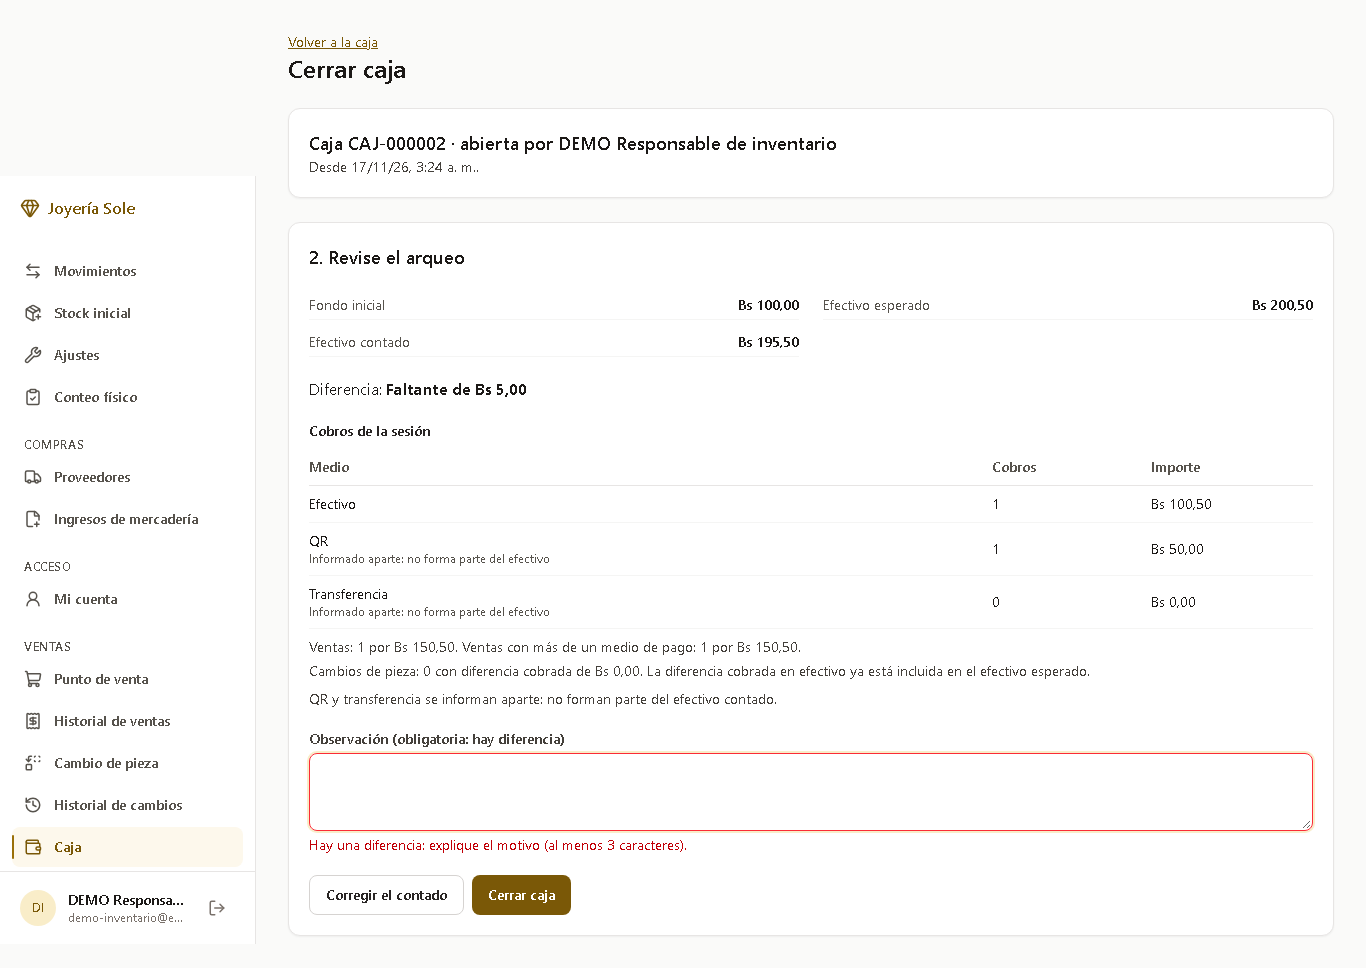 Volver a la caja
Cerrar caja
Caja CAJ-000002 · abierta por DEMO Responsable de inventario
Desde 17/11/26, 3:24 a. m..
Joyería Sole
Movimientos
Stock inicial
Ajustes
Conteo físico
COMPRAS
Proveedores
Ingresos de mercadería
ACCESO
Mi cuenta
VENTAS
Punto de venta
Historial de ventas
Cambio de pieza
Historial de cambios
Caja
DI
DEMO Responsa...
demo-inventario@e...
2. Revise el arqueo
Fondo inicial Bs 100,00 Efectivo esperado Bs 200,50
Efectivo contado Bs 195,50
Diferencia: Faltante de Bs 5,00
Cobros de la sesión
Medio Cobros Importe
Efectivo 1 Bs 100,50
QR 1 Bs 50,00
Informado aparte: no forma parte del efectivo
Transferencia 0 Bs 0,00
Informado aparte: no forma parte del efectivo
Ventas: 1 por Bs 150,50. Ventas con más de un medio de pago: 1 por Bs 150,50.
Cambios de pieza: 0 con diferencia cobrada de Bs 0,00. La diferencia cobrada en efectivo ya está incluida en el efectivo esperado.
QR y transferencia se informan aparte: no forman parte del efectivo contado.
Observación (obligatoria: hay diferencia)
Hay una diferencia: explique el motivo (al menos 3 caracteres).
Corregir el contado
Cerrar caja